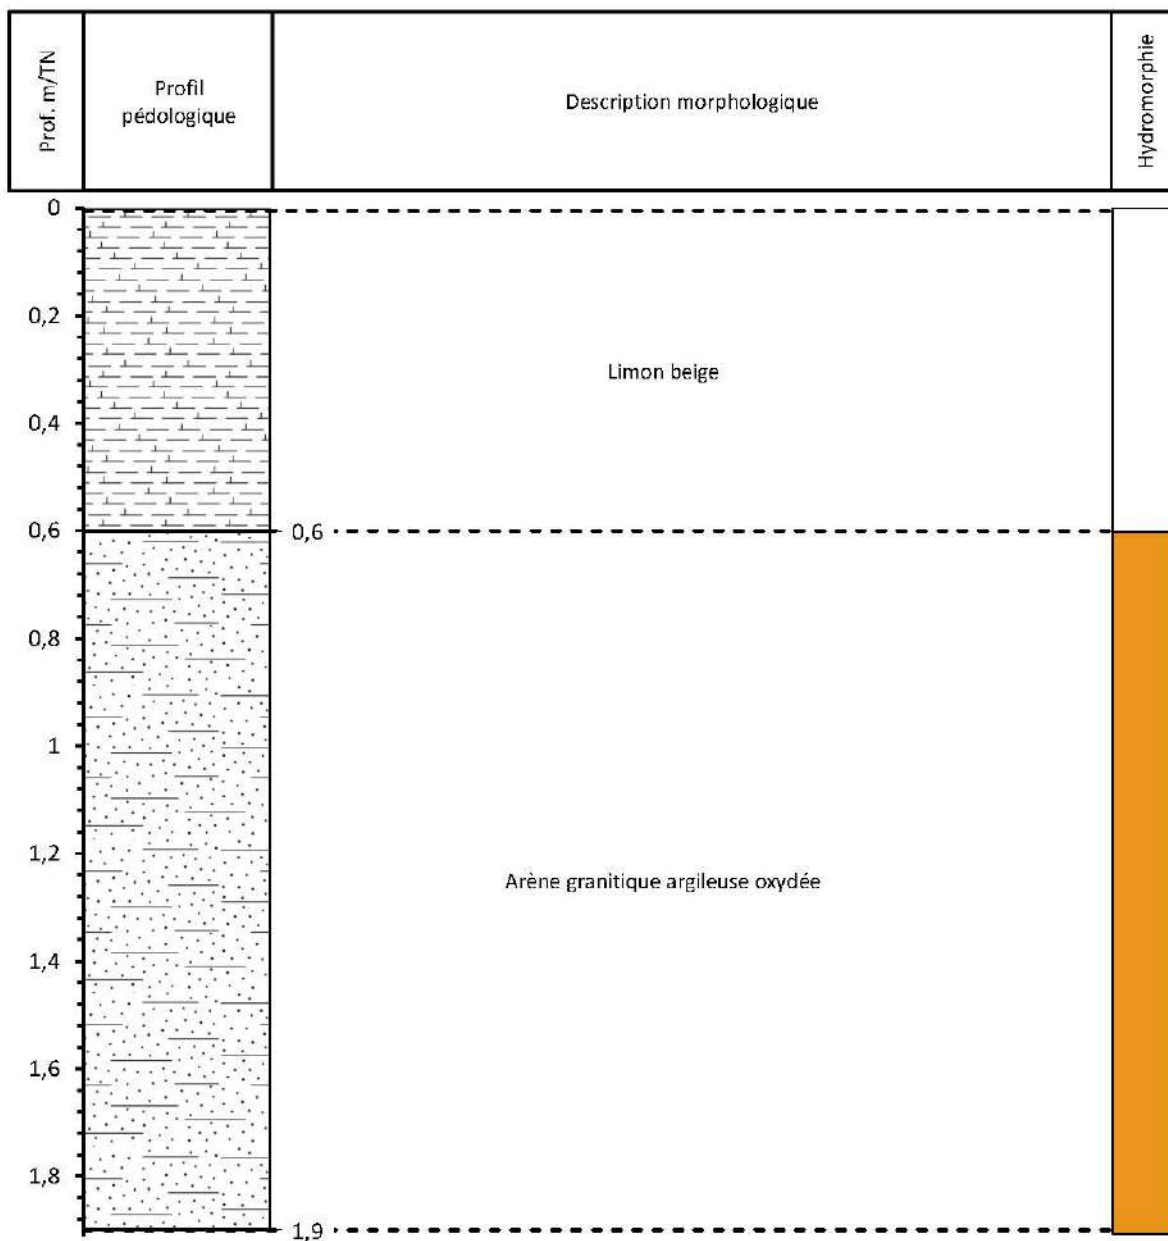 Prof. m/TN
Profil
pédologique
Description morphologique
Hydromorphie
0
0,2
Limon beige
0,4
0,6
0,6
0,8
1
1,2
Arène granitique argileuse oxydée
1,4
1,6
1,8
1,9